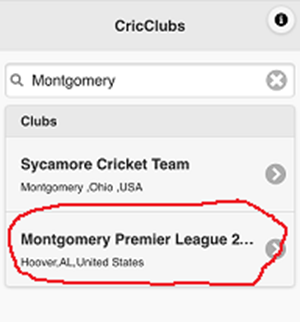 CricClubs
Montgomery
Clubs
Sycamore Cricket Team
Montgomery ,Ohio ,USA
Montgomery Premier League 2...
Hoover,AL,United States